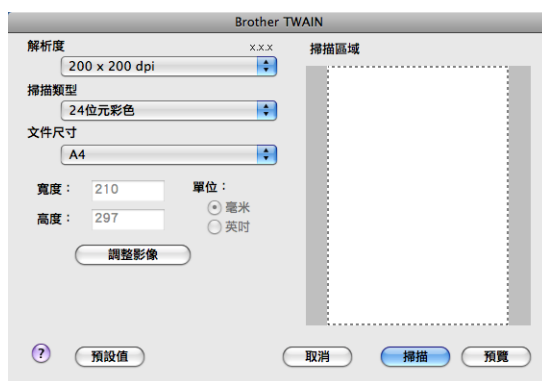 Brother TWAIN
解析度 x.x.x
200 x 200 dpi
掃描類型
24位元彩色
文件尺寸
A4
寬度： 210
高度： 297
單位：
毫米
英吋
調整影像
掃描區域
? 預設值 取消 掃描 預覽